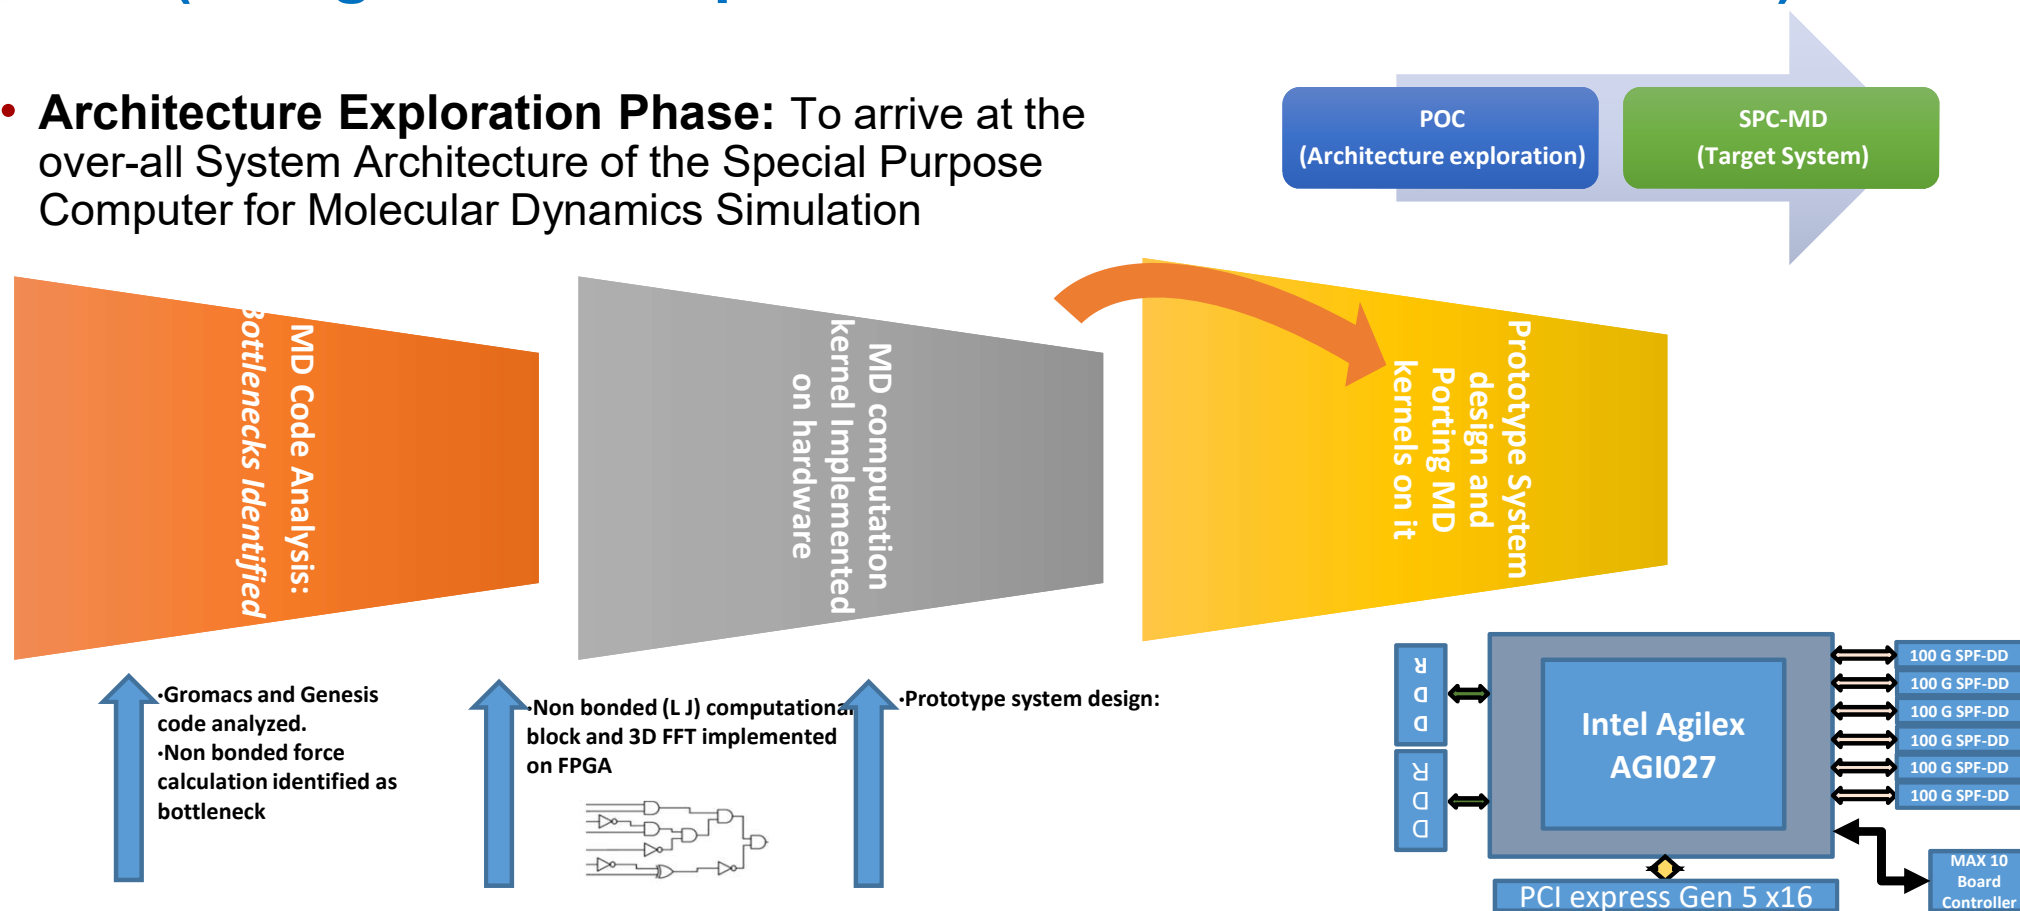 • Architecture Exploration Phase: To arrive at the
over-all System Architecture of the Special Purpose
Computer for Molecular Dynamics Simulation
POC
(Architecture exploration)
SPC-MD
(Target System)
MD Code Analysis:
Bottlenecks Identified
MD computation
kernel Implemented
on hardware
Prototype System
design and
Porting MD
kernels on it
·Gromacs and Genesis
code analyzed.
·Non bonded force
calculation identified as
bottleneck
·Non bonded (L J) computational
block and 3D FFT implemented
on FPGA
·Prototype system design:
DDR
DDR
Intel Agilex
AGI027
100 G SPF-DD
100 G SPF-DD
100 G SPF-DD
100 G SPF-DD
100 G SPF-DD
100 G SPF-DD
MAX 10
Board
Controller
PCI express Gen 5 x16